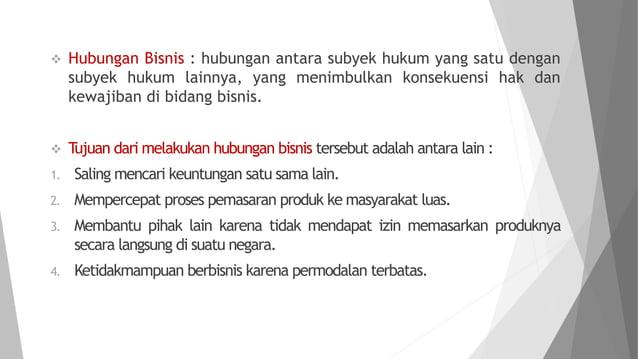 ❖ Hubungan Bisnis : hubungan antara subyek hukum yang satu dengan
subyek hukum lainnya, yang menimbulkan konsekuensi hak dan
kewajiban di bidang bisnis.
❖ Tujuan dari melakukan hubungan bisnis tersebut adalah antara lain :
1. Saling mencari keuntungan satu sama lain.
2. Mempercepat proses pemasaran produk ke masyarakat luas.
3. Membantu pihak lain karena tidak mendapat izin memasarkan produknya
secara langsung di suatu negara.
4. Ketidakmampuan berbisnis karena permodalan terbatas.